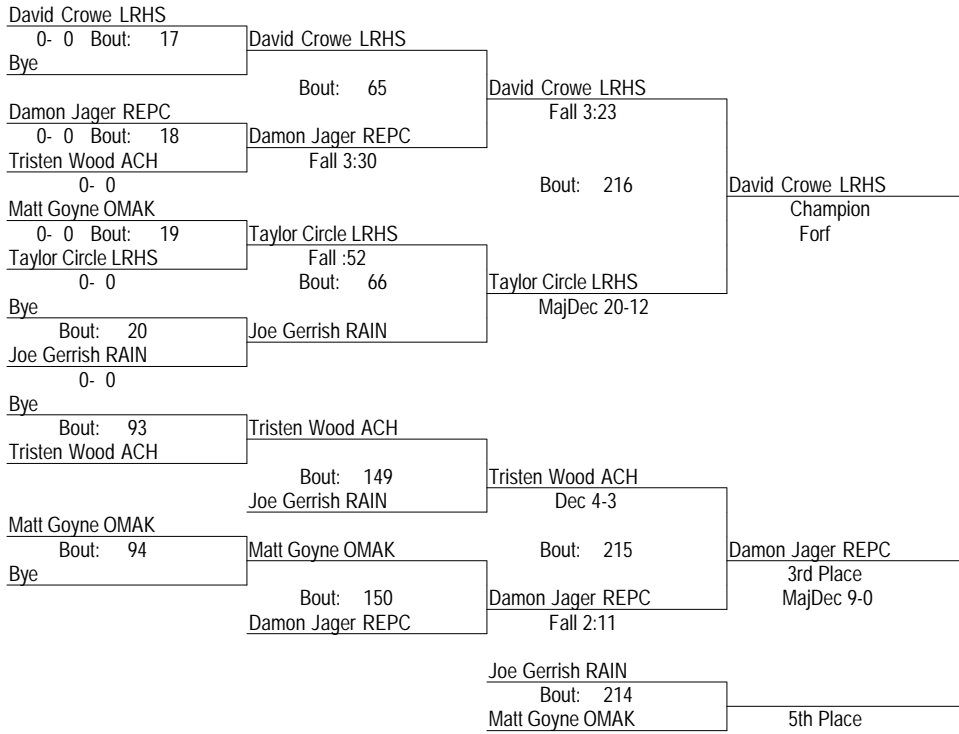 David Crowe LRHS
0- 0 Bout: 17
Bye
David Crowe LRHS
Bout: 65
Damon Jager REPC
0- 0 Bout: 18
Tristen Wood ACH
0- 0
Damon Jager REPC
Fall 3:30
David Crowe LRHS
Fall 3:23
Bout: 216
Matt Goyne OMAK
0- 0 Bout: 19
Taylor Circle LRHS
0- 0
Taylor Circle LRHS
Fall :52
Bout: 66
Bye
Bout: 20
Joe Gerrish RAIN
0- 0
Joe Gerrish RAIN
Taylor Circle LRHS
MajDec 20-12
David Crowe LRHS
Champion
Forf
Bye
Bout: 93
Tristen Wood ACH
Tristen Wood ACH
Bout: 149
Joe Gerrish RAIN
Tristen Wood ACH
Dec 4-3
Matt Goyne OMAK
Bout: 94
Bye
Matt Goyne OMAK
Bout: 150
Damon Jager REPC
Bout: 215
Damon Jager REPC
Fall 2:11
Damon Jager REPC
3rd Place
MajDec 9-0
Joe Gerrish RAIN
Bout: 214
Matt Goyne OMAK
5th Place